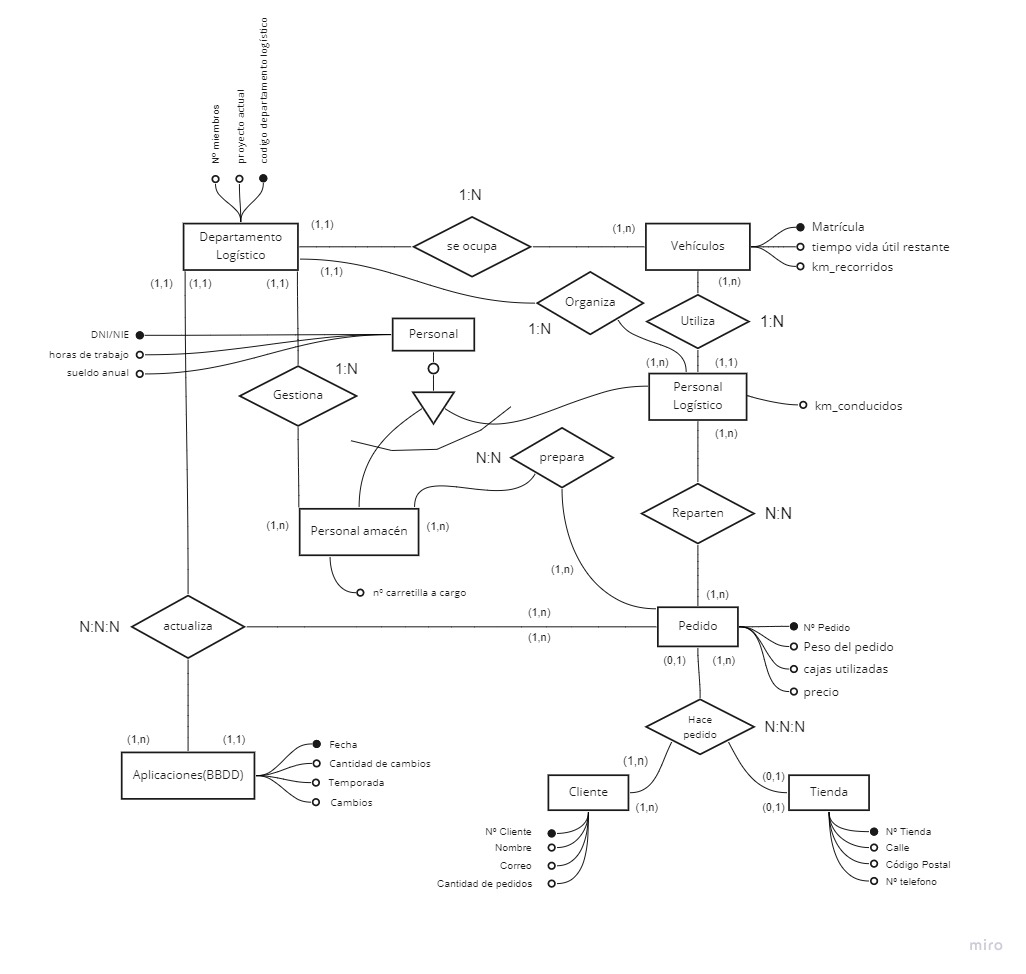 Nº miembros
proyecto actual
codigo departamento logístico
1:N
Departamento
Logístico
(1,1)
se ocupa
(1,n)
Vehículos
Matrícula
tiempo vida útil restante
km_recorridos
(1,1)
(1,1)
(1,1)
(1,1)
Organiza
1:N
(1,n)
Utiliza
1:N
DNI/NIE
horas de trabajo
sueldo anual
Personal
(1,n)
(1,1)
1:N
Gestiona
Personal
Logístico
km_conducidos
(1,n)
N:N
prepara
(1,n)
Personal amacén
(1,n)
Reparten
N:N
(1,n)
nº carretilla a cargo
(1,n)
(1,n)
N:N:N
actualiza
(1,n)
Pedido
Nº Pedido
Peso del pedido
cajas utilizadas
precio
(0,1)
(1,n)
Hace
pedido
N:N:N
(1,n)
(1,1)
Aplicaciones(BBDD)
Fecha
Cantidad de cambios
Temporada
Cambios
(1,n)
(0,1)
Cliente
(1,n)
(0,1)
Tienda
Nº Cliente
Nombre
Correo
Cantidad de pedidos
Nº Tienda
Calle
Código Postal
Nº telefono
miro